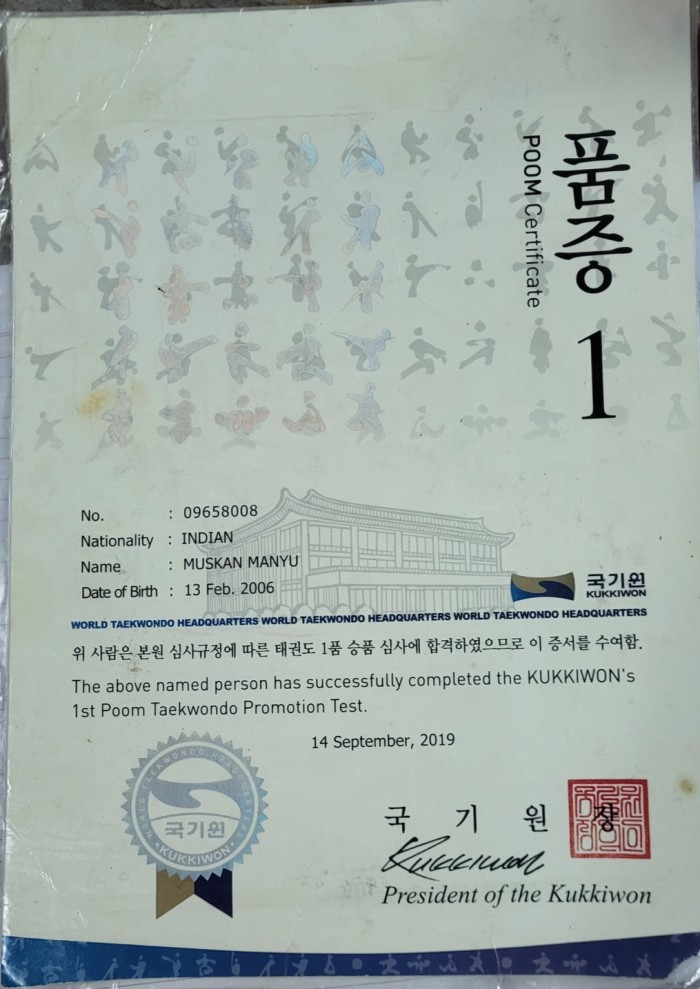 품증
POOM Certificate
1
No. : 09658008
Nationality : INDIAN
Name : MUSKAN MANYU
Date of Birth : 13 Feb. 2006
국기원
KUKKIWON
WORLD TAEKWONDO HEADQUARTERS WORLD TAEKWONDO HEADQUARTERS WORLD TAEKWONDO HEADQUARTERS
위 사람은 본원 심사규정에 따른 태권도 1품 승품 심사에 합격하였으므로 이 증서를 수여함.
The above named person has successfully completed the KUKKIWON's
1st Poom Taekwondo Promotion Test.
14 September, 2019
WORLD TAEKWONDO HEADQUARTERS
국기원
KUKKIWON
국 기 원 장
Kukkiwon
President of the Kukkiwon